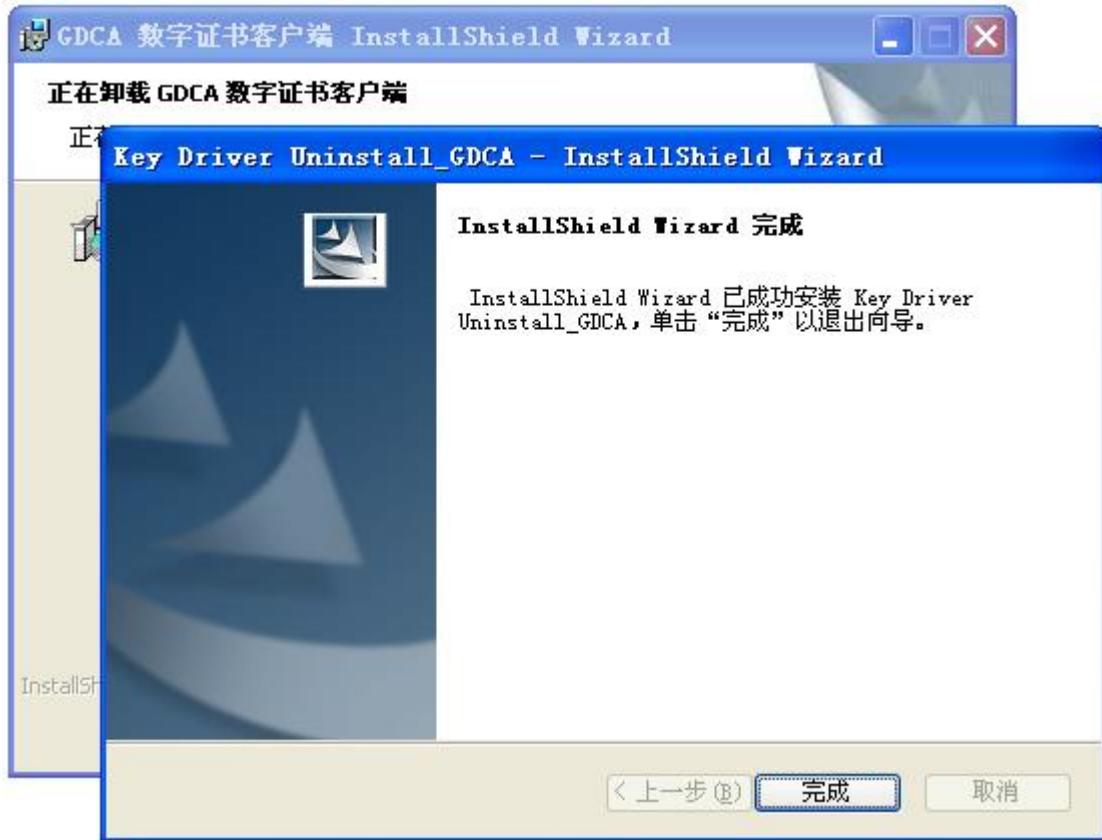 GDCA 数字证书客户端 InstallShield Wizard
正在卸载 GDCA 数字证书客户端
Key Driver Uninstall_GDCA - InstallShield Wizard
InstallShield Wizard 完成
InstallShield Wizard 已成功安装 Key Driver
Uninstall_GDCA，单击“完成”以退出向导。
< 上一步(B)
完成
取消